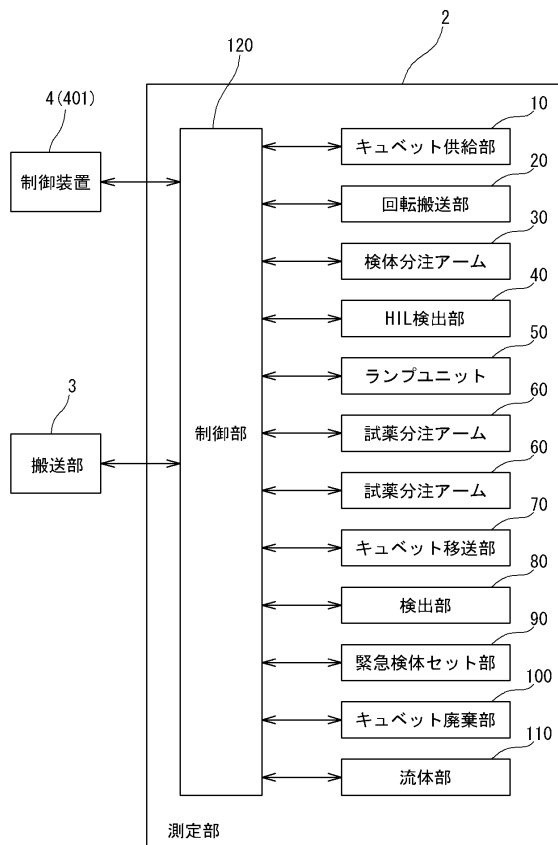 2
120
4(401)
制御装置
3
搬送部
制御部
10
キュベット供給部
20
回転搬送部
30
検体分注アーム
40
HIL検出部
50
ランプユニット
60
試薬分注アーム
60
試薬分注アーム
70
キュベット移送部
80
検出部
90
緊急検体セット部
100
キュベット廃棄部
110
流体部
測定部